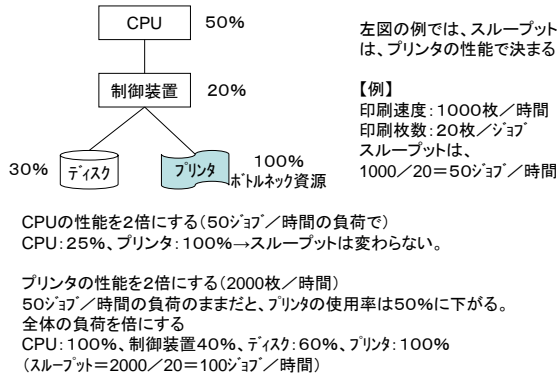 CPU 50%
左図の例では、スループット
は、プリンタの性能で決まる
制御装置 20%
【例】
印刷速度：1000枚／時間
印刷枚数：20枚／ｼﾞｮﾌﾞ
スループットは、
1000／20＝50ｼﾞｮﾌﾞ／時間
30% ﾃﾞｨｽｸ ﾌﾟﾘﾝﾀ 100%
ﾎﾞﾄﾙﾈｯｸ資源
CPUの性能を2倍にする（50ｼﾞｮﾌﾞ／時間の負荷で）
CPU：25%、プリンタ：100%→スループットは変わらない。
プリンタの性能を2倍にする（2000枚／時間）
50ｼﾞｮﾌﾞ／時間の負荷のままだと、ﾌﾟﾘﾝﾀの使用率は50%に下がる。
全体の負荷を倍にする
CPU：100%、制御装置40%、ﾃﾞｨｽｸ：60%、ﾌﾟﾘﾝﾀ：100%
（スループット＝2000／20＝100ｼﾞｮﾌﾞ／時間）